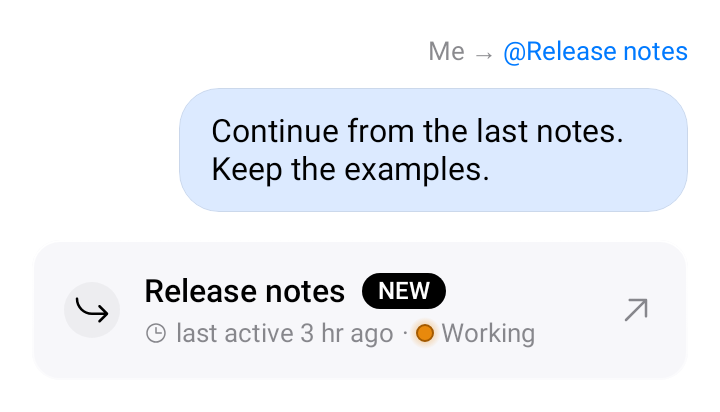 Me → @Release notes
Continue from the last notes.
Keep the examples.
Release notes NEW
last active 3 hr ago · Working